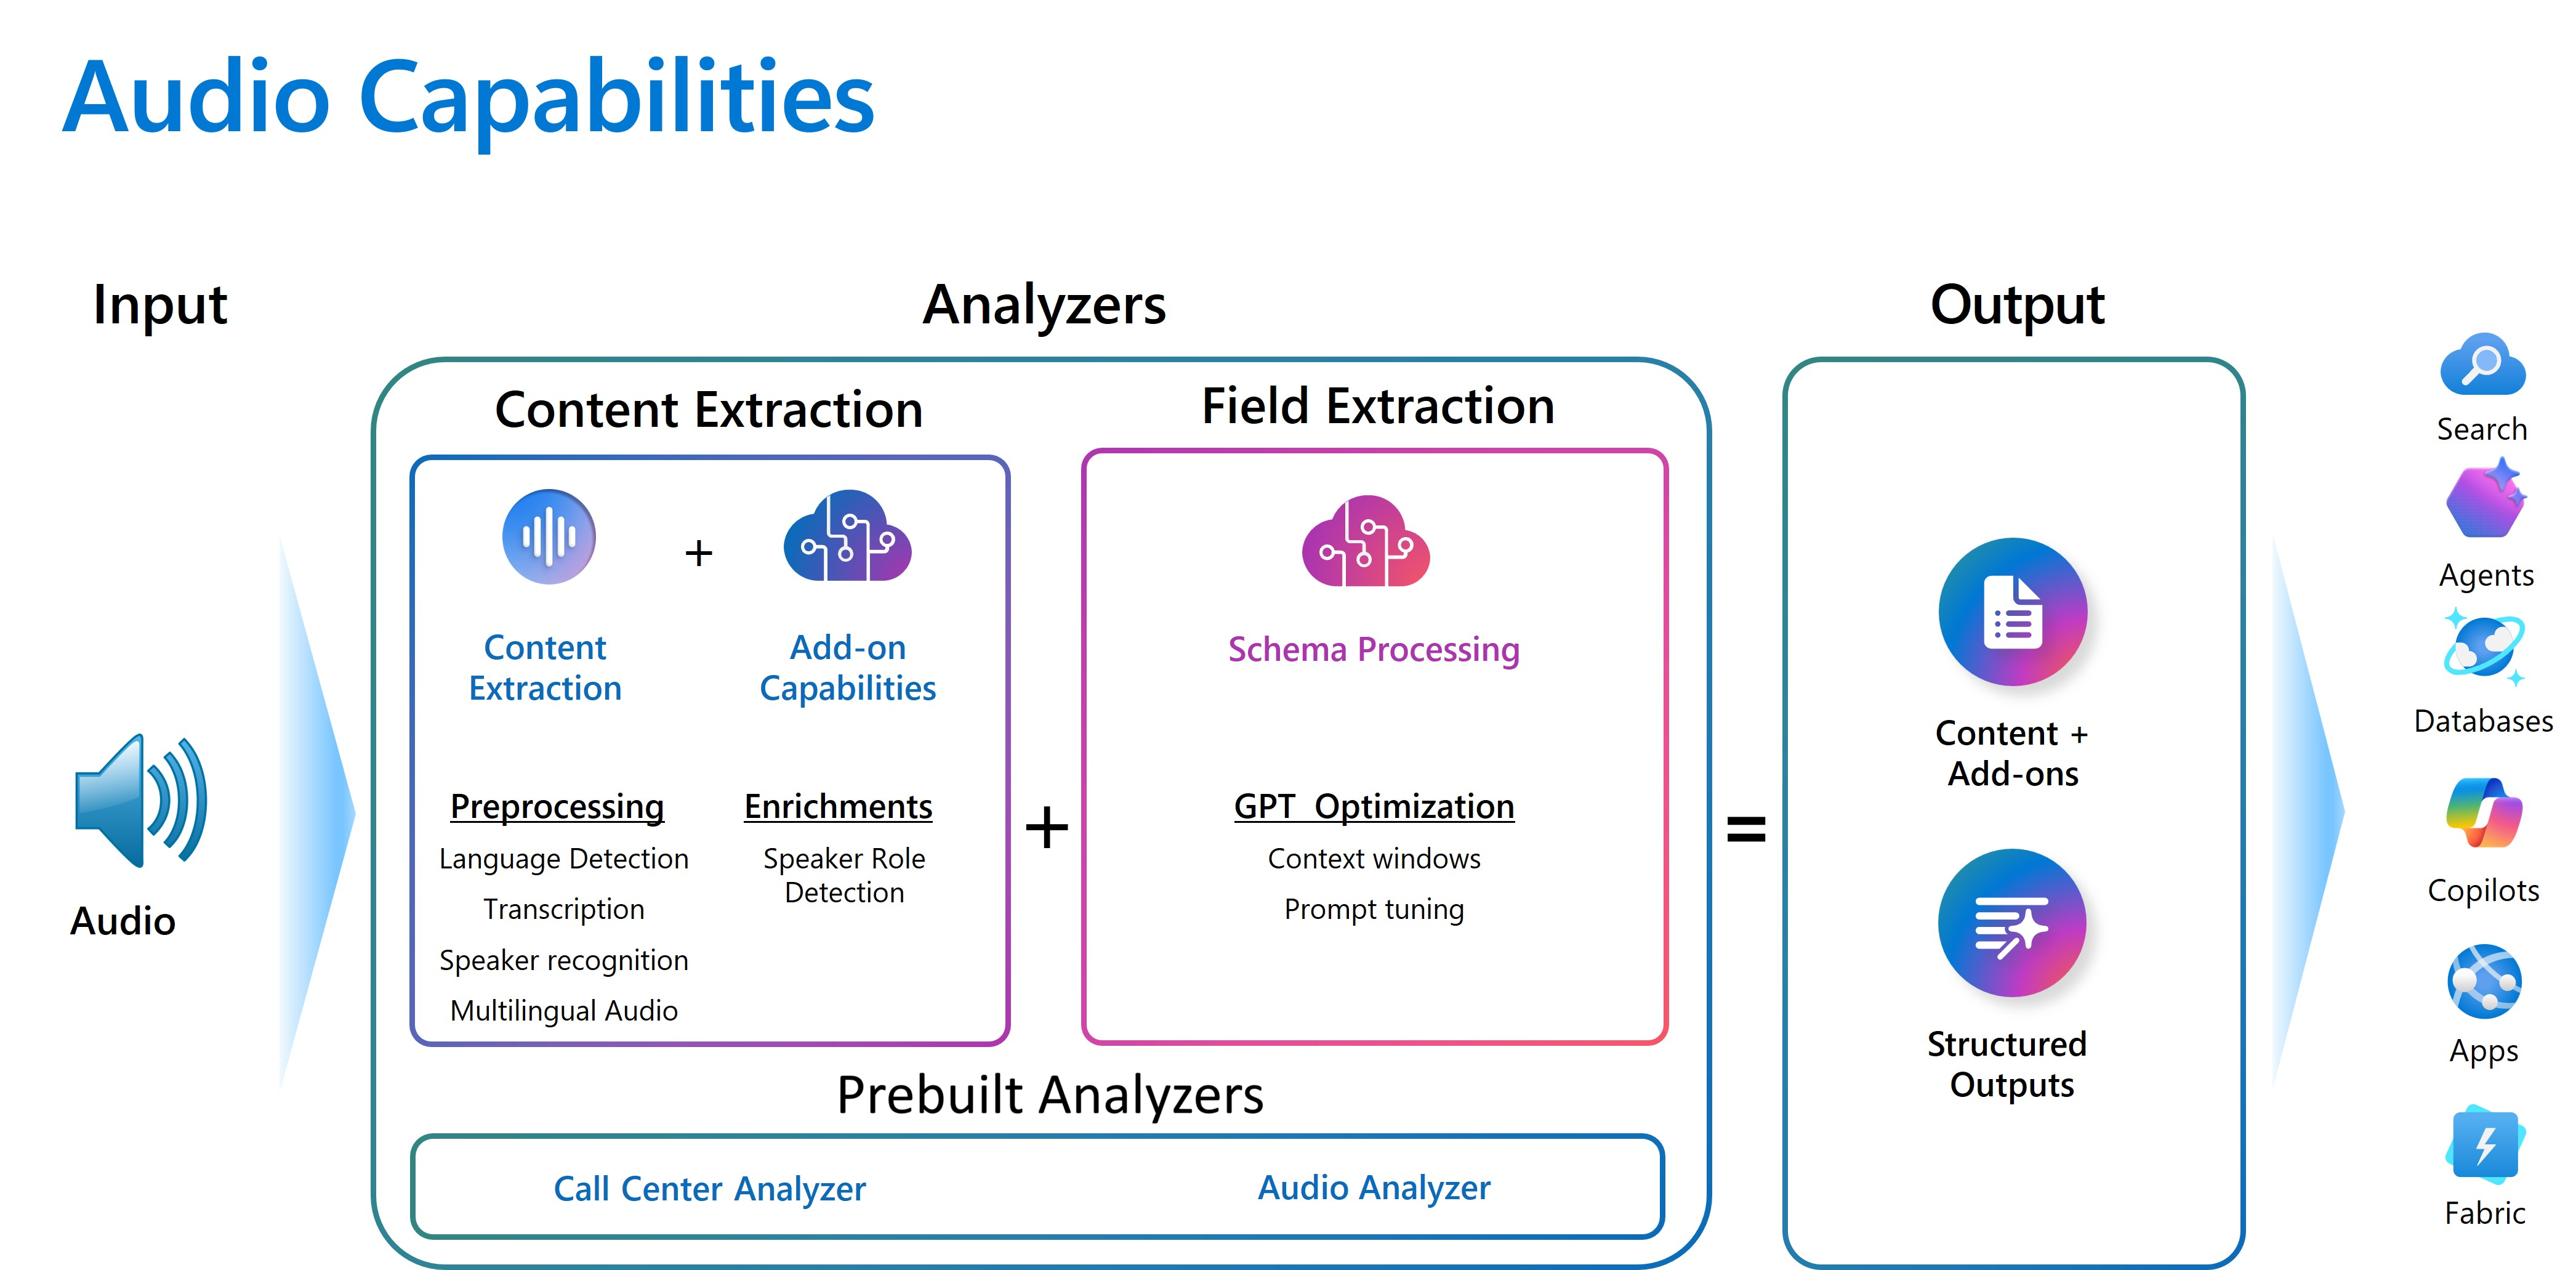 Audio Capabilities
Input
Analyzers
Output
Audio
Content Extraction
Content
Extraction
+
Add-on
Capabilities
Preprocessing
Language Detection
Transcription
Speaker recognition
Multilingual Audio
Enrichments
Speaker Role
Detection
+
Field Extraction
Schema Processing
GPT Optimization
Context windows
Prompt tuning
Prebuilt Analyzers
Call Center Analyzer
Audio Analyzer
=
Content +
Add-ons
Structured
Outputs
Search
Agents
Databases
Copilots
Apps
Fabric